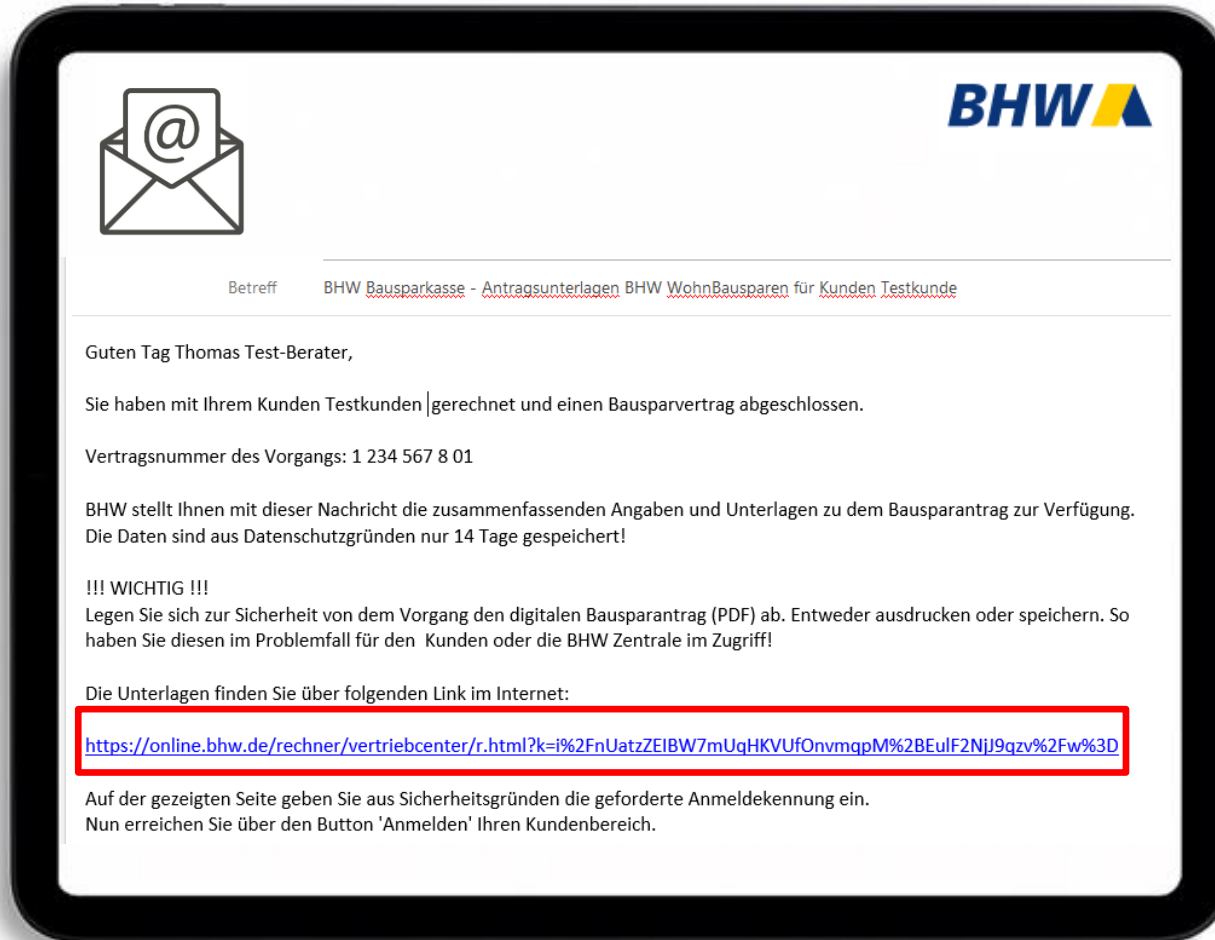 @
BHW
Betreff BHW Bausparkasse - Antragsunterlagen BHW WohnBausparen für Kunden Testkunde
Guten Tag Thomas Test-Berater,
Sie haben mit Ihrem Kunden Testkunden gerechnet und einen Bausparvertrag abgeschlossen.
Vertragsnummer des Vorgangs: 1 234 567 8 01
BHW stellt Ihnen mit dieser Nachricht die zusammenfassenden Angaben und Unterlagen zu dem Bausparantrag zur Verfügung.
Die Daten sind aus Datenschutzgründen nur 14 Tage gespeichert!
!!! WICHTIG !!!
Legen Sie sich zur Sicherheit von dem Vorgang den digitalen Bausparantrag (PDF) ab. Entweder ausdrucken oder speichern. So
haben Sie diesen im Problemfall für den Kunden oder die BHW Zentrale im Zugriff!
Die Unterlagen finden Sie über folgenden Link im Internet:
https://online.bhw.de/rechner/vertriebcenter/r.html?k=i%2FnUatzZEIBW7mUqHKVUfOnvmqpM%2BEulF2NjJ9qzv%2Fw%3D
Auf der gezeigten Seite geben Sie aus Sicherheitsgründen die geforderte Anmeldekennung ein.
Nun erreichen Sie über den Button 'Anmelden' Ihren Kundenbereich.